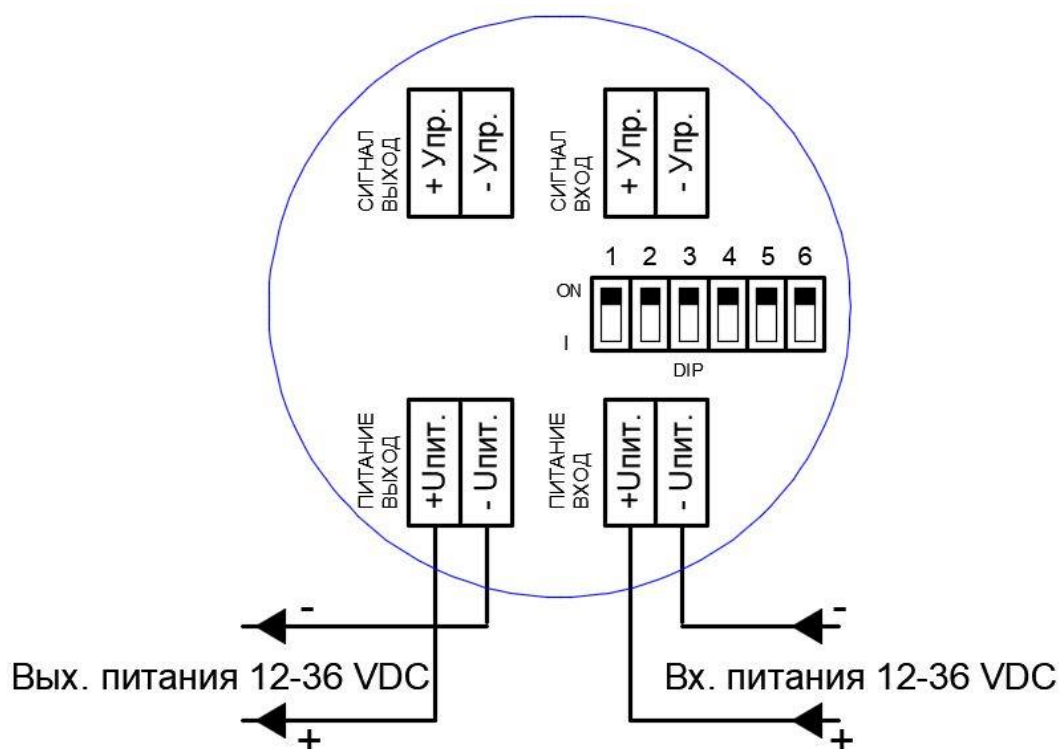 СИГНАЛ
ВЫХОД
+ Упр.
- Упр.
СИГНАЛ
ВХОД
+ Упр.
- Упр.
1 2 3 4 5 6
ON
I
DIP
ПИТАНИЕ
ВЫХОД
+Uпит.
- Uпит.
ПИТАНИЕ
ВХОД
+Uпит.
- Uпит.
-
Вых. питания 12-36 VDC
+
-
Вх. питания 12-36 VDC
+